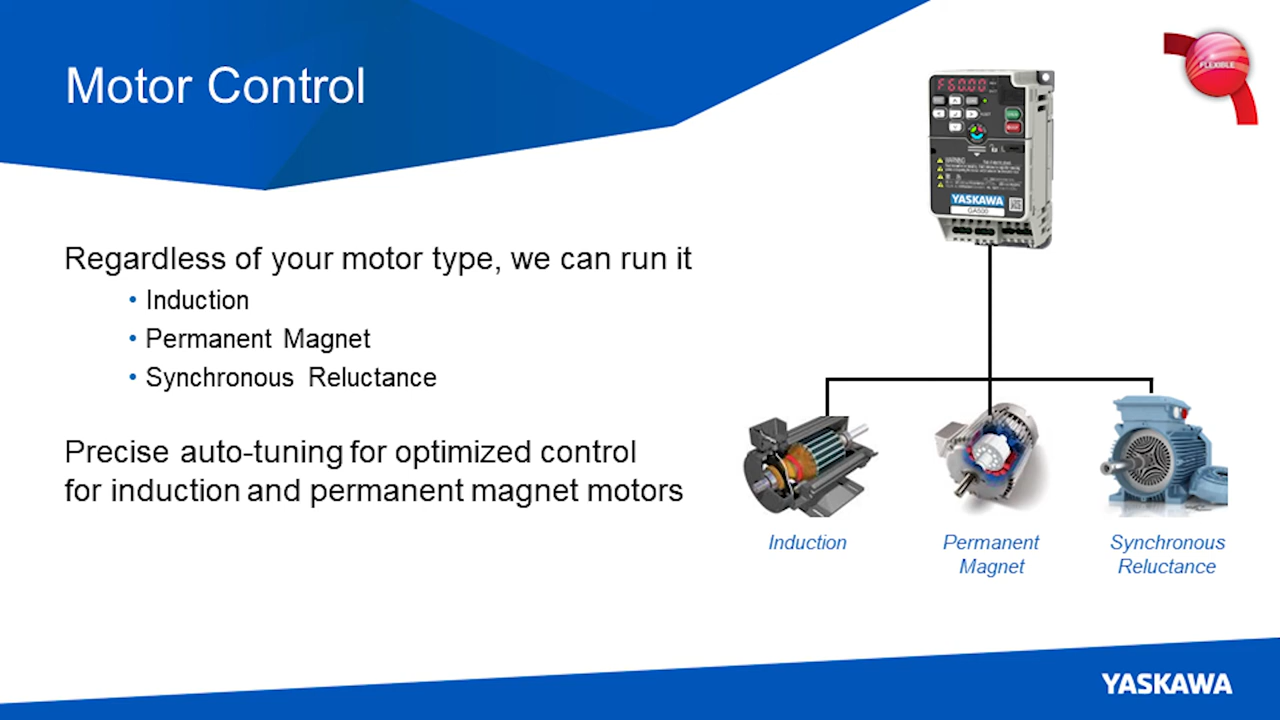 Motor Control
FLEXIBLE
F60.00
WARNING
YASKAWA
GA500
Regardless of your motor type, we can run it
• Induction
• Permanent Magnet
• Synchronous Reluctance
Precise auto-tuning for optimized control
for induction and permanent magnet motors
Induction
Permanent
Magnet
Synchronous
Reluctance
YASKAWA